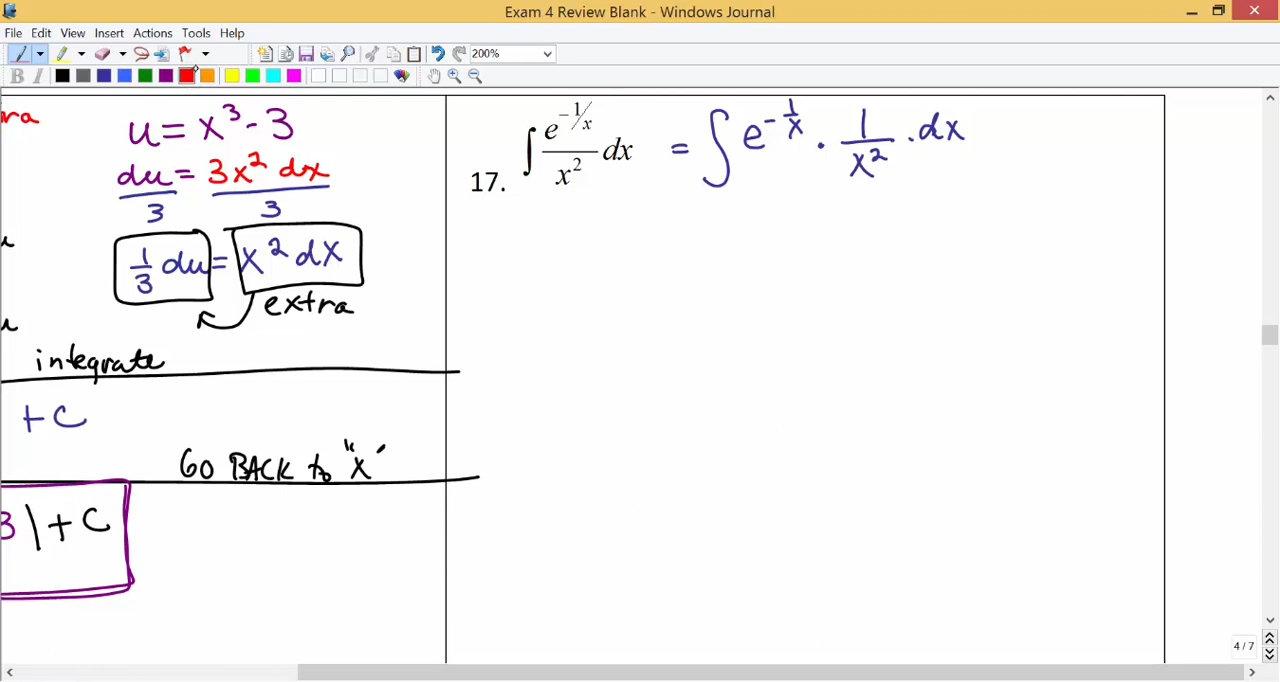 Exam 4 Review Blank - Windows Journal
File Edit View Insert Actions Tools Help
200%
B I
u = x³ - 3
du = 3x² dx
3 3
1/3 du = x² dx
extra
integrate
+ C
GO BACK to "x"
3 | + C
17. ∫ e^(-1/x) / x² dx = ∫ e^(-1/x) · 1/x² · dx
4 / 7